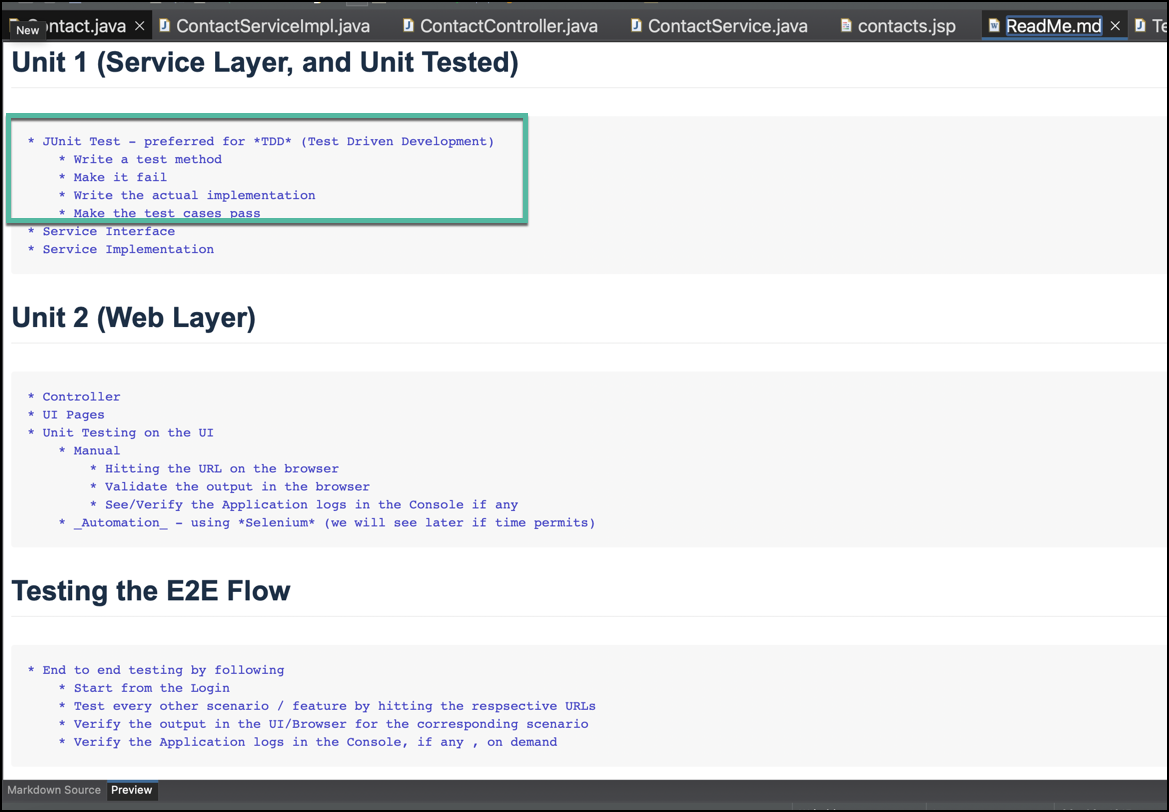 ontact.java
ContactServiceImpl.java
ContactController.java
ContactService.java
contacts.jsp
ReadMe.md
Te
New
Unit 1 (Service Layer, and Unit Tested)
* JUnit Test - preferred for *TDD* (Test Driven Development)
* Write a test method
* Make it fail
* Write the actual implementation
* Make the test cases pass
* Service Interface
* Service Implementation
Unit 2 (Web Layer)
* Controller
* UI Pages
* Unit Testing on the UI
* Manual
* Hitting the URL on the browser
* Validate the output in the browser
* See/Verify the Application logs in the Console if any
* _Automation_ - using *Selenium* (we will see later if time permits)
Testing the E2E Flow
* End to end testing by following
* Start from the Login
* Test every other scenario / feature by hitting the respsective URLs
* Verify the output in the UI/Browser for the corresponding scenario
* Verify the Application logs in the Console, if any , on demand
Markdown Source
Preview